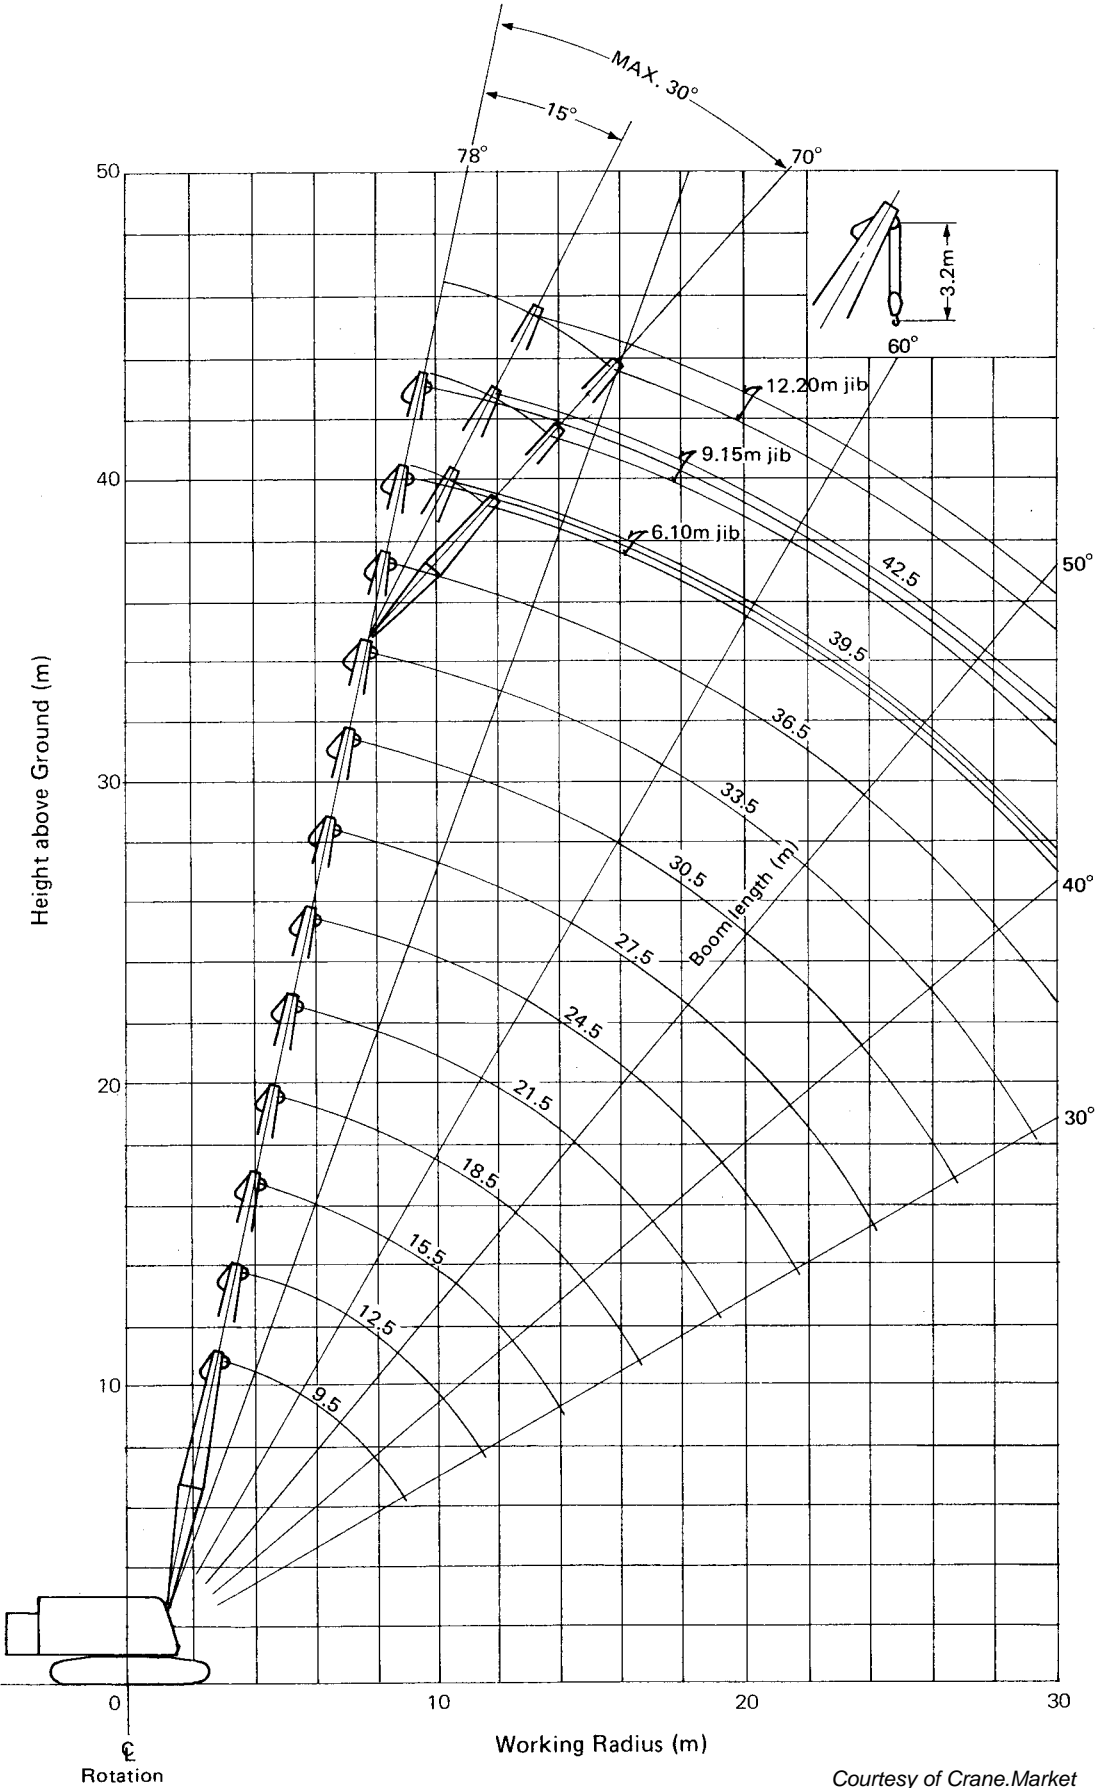 MAX. 30°
15°
78°
70°
50
3.2m
60°
12.20m jib
9.15m jib
40
6.10m jib
42.5
50°
39.5
Height above Ground (m)
36.5
30
33.5
30.5
Boom length (m)
40°
27.5
24.5
20
21.5
30°
18.5
15.5
12.5
10
9.5
0
10
20
30
Working Radius (m)
℄
Rotation
Courtesy of Crane.Market